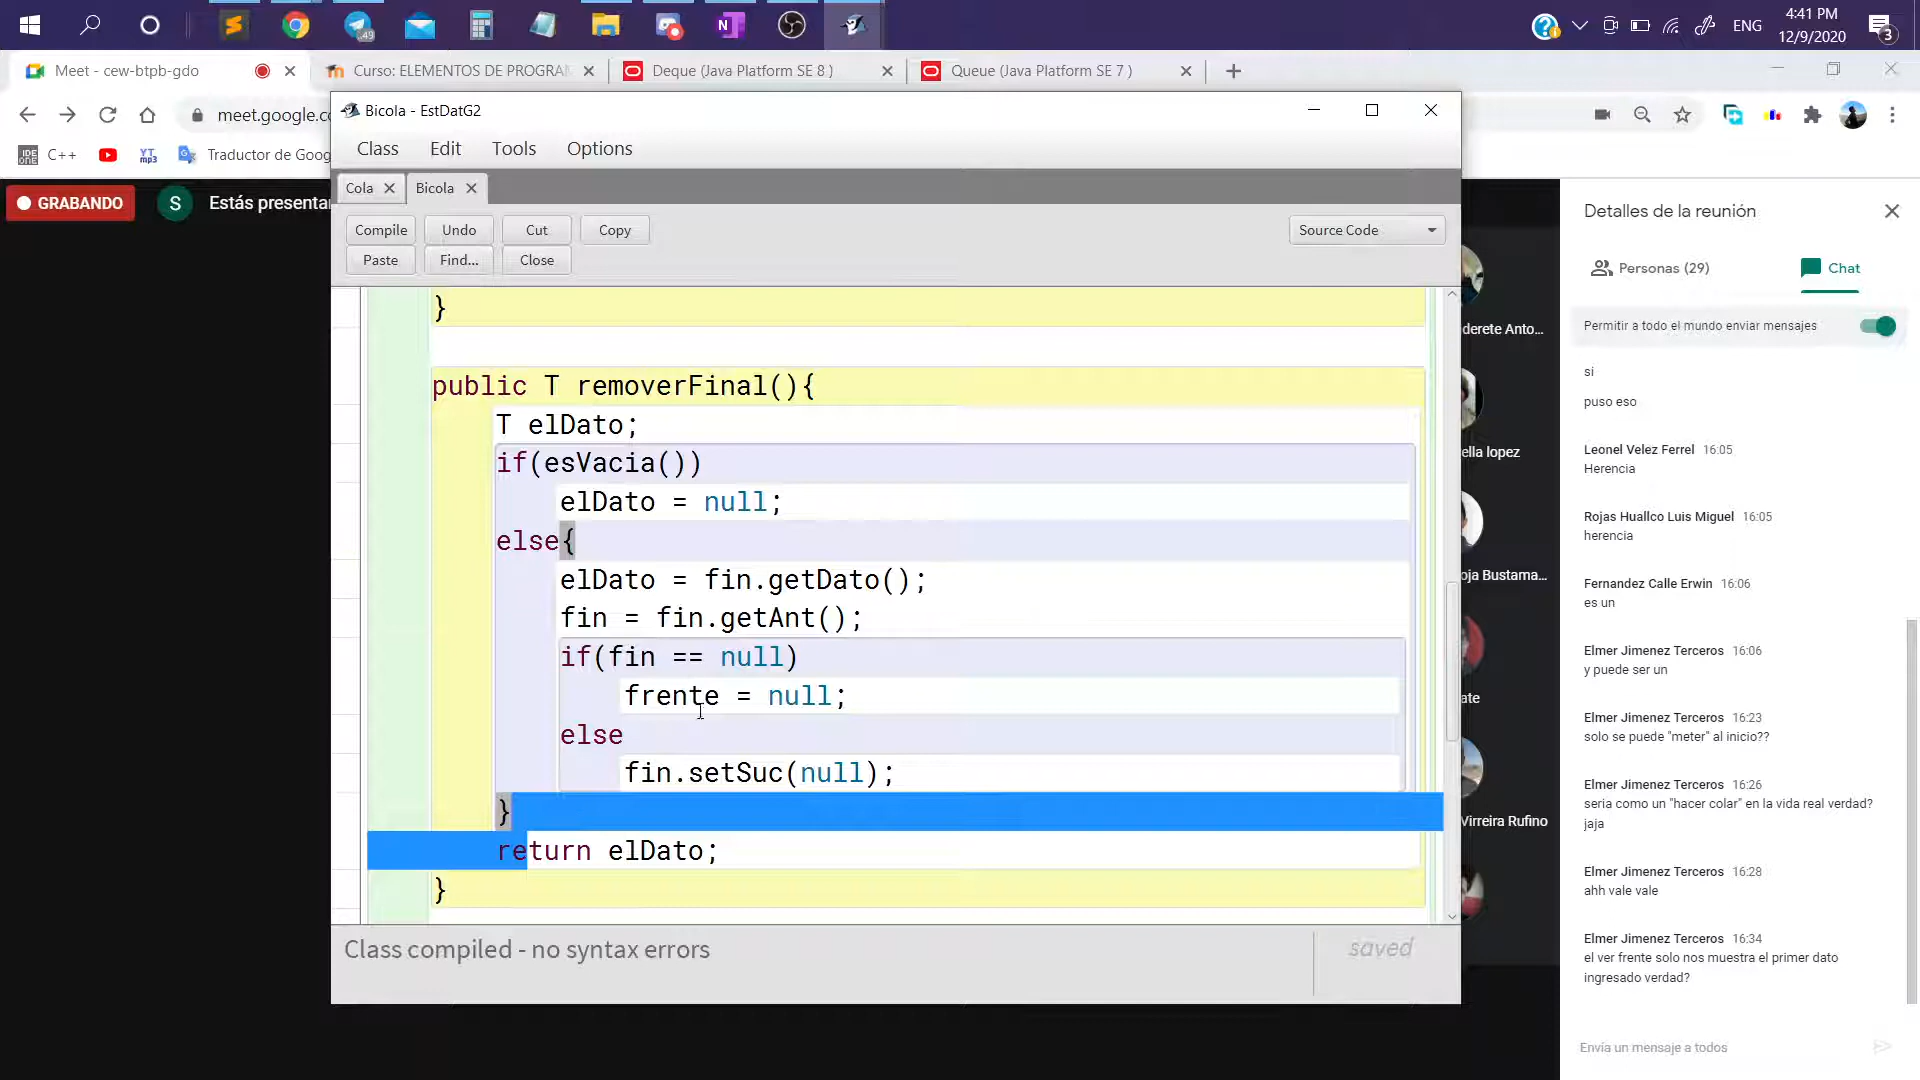 ENG
4:41 PM
12/9/2020
3
49
Meet - cew-btpb-gdo
Curso: ELEMENTOS DE PROGRA
Deque (Java Platform SE 8 )
Queue (Java Platform SE 7 )
meet.google.co
C++
Traductor de Goog
GRABANDO
S
Estás presenta
Bicola - EstDatG2
Class
Edit
Tools
Options
Cola
Bicola
Compile
Undo
Cut
Copy
Paste
Find...
Close
Source Code
}
public T removerFinal(){
T elDato;
if(esVacia())
elDato = null;
else{
elDato = fin.getDato();
fin = fin.getAnt();
if(fin == null)
frente = null;
else
fin.setSuc(null);
}
return elDato;
}
Class compiled - no syntax errors
saved
derete Anto...
ella lopez
oja Bustama...
ate
Virreira Rufino
Detalles de la reunión
Personas (29)
Chat
Permitir a todo el mundo enviar mensajes
si
puso eso
Leonel Velez Ferrel 16:05
Herencia
Rojas Huallco Luis Miguel 16:05
herencia
Fernandez Calle Erwin 16:06
es un
Elmer Jimenez Terceros 16:06
y puede ser un
Elmer Jimenez Terceros 16:23
solo se puede "meter" al inicio??
Elmer Jimenez Terceros 16:26
seria como un "hacer colar" en la vida real verdad?
jaja
Elmer Jimenez Terceros 16:28
ahh vale vale
Elmer Jimenez Terceros 16:34
el ver frente solo nos muestra el primer dato
ingresado verdad?
Envía un mensaje a todos